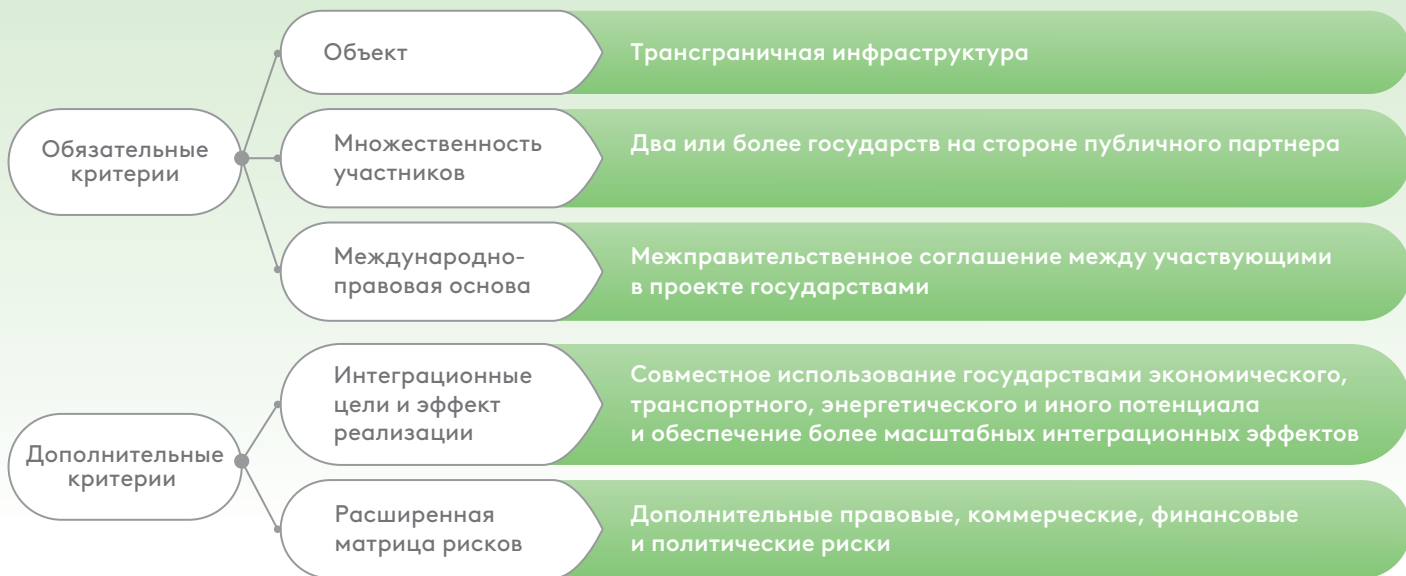 Обязательные
критерии
Объект
Трансграничная инфраструктура
Множественность
участников
Два или более государств на стороне публичного партнера
Международно-
правовая основа
Межправительственное соглашение между участвующими
в проекте государствами
Дополнительные
критерии
Интеграционные
цели и эффект
реализации
Совместное использование государствами экономического,
транспортного, энергетического и иного потенциала
и обеспечение более масштабных интеграционных эффектов
Расширенная
матрица рисков
Дополнительные правовые, коммерческие, финансовые
и политические риски